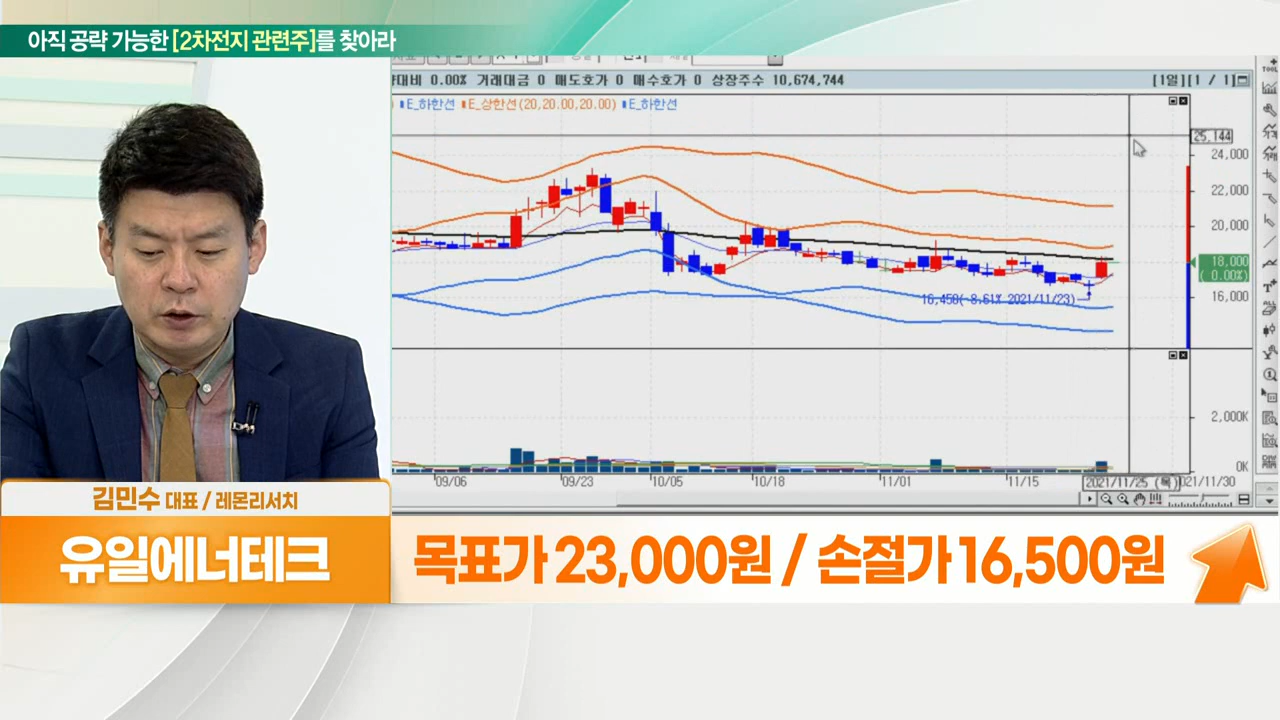 아직 공략 가능한 [2차전지 관련주]를 찾아라
대비 0.00% 거래대금 0 매도호가 0 매수호가 0 상장주수 10,674,744
[1일][1 / 1]
E_하한선 E_상한선(20,20.00,20.00) E_하한선
25,144
24,000
22,000
20,000
18,000
( 0.00%)
16,000
16,450( 8.61% 2021/11/23)
2,000K
0K
09/06 09/23 10/05 10/18 11/01 11/15 2021/11/25 (목) 021/11/30
김민수 대표 / 레몬리서치
유일에너테크
목표가 23,000원 / 손절가 16,500원